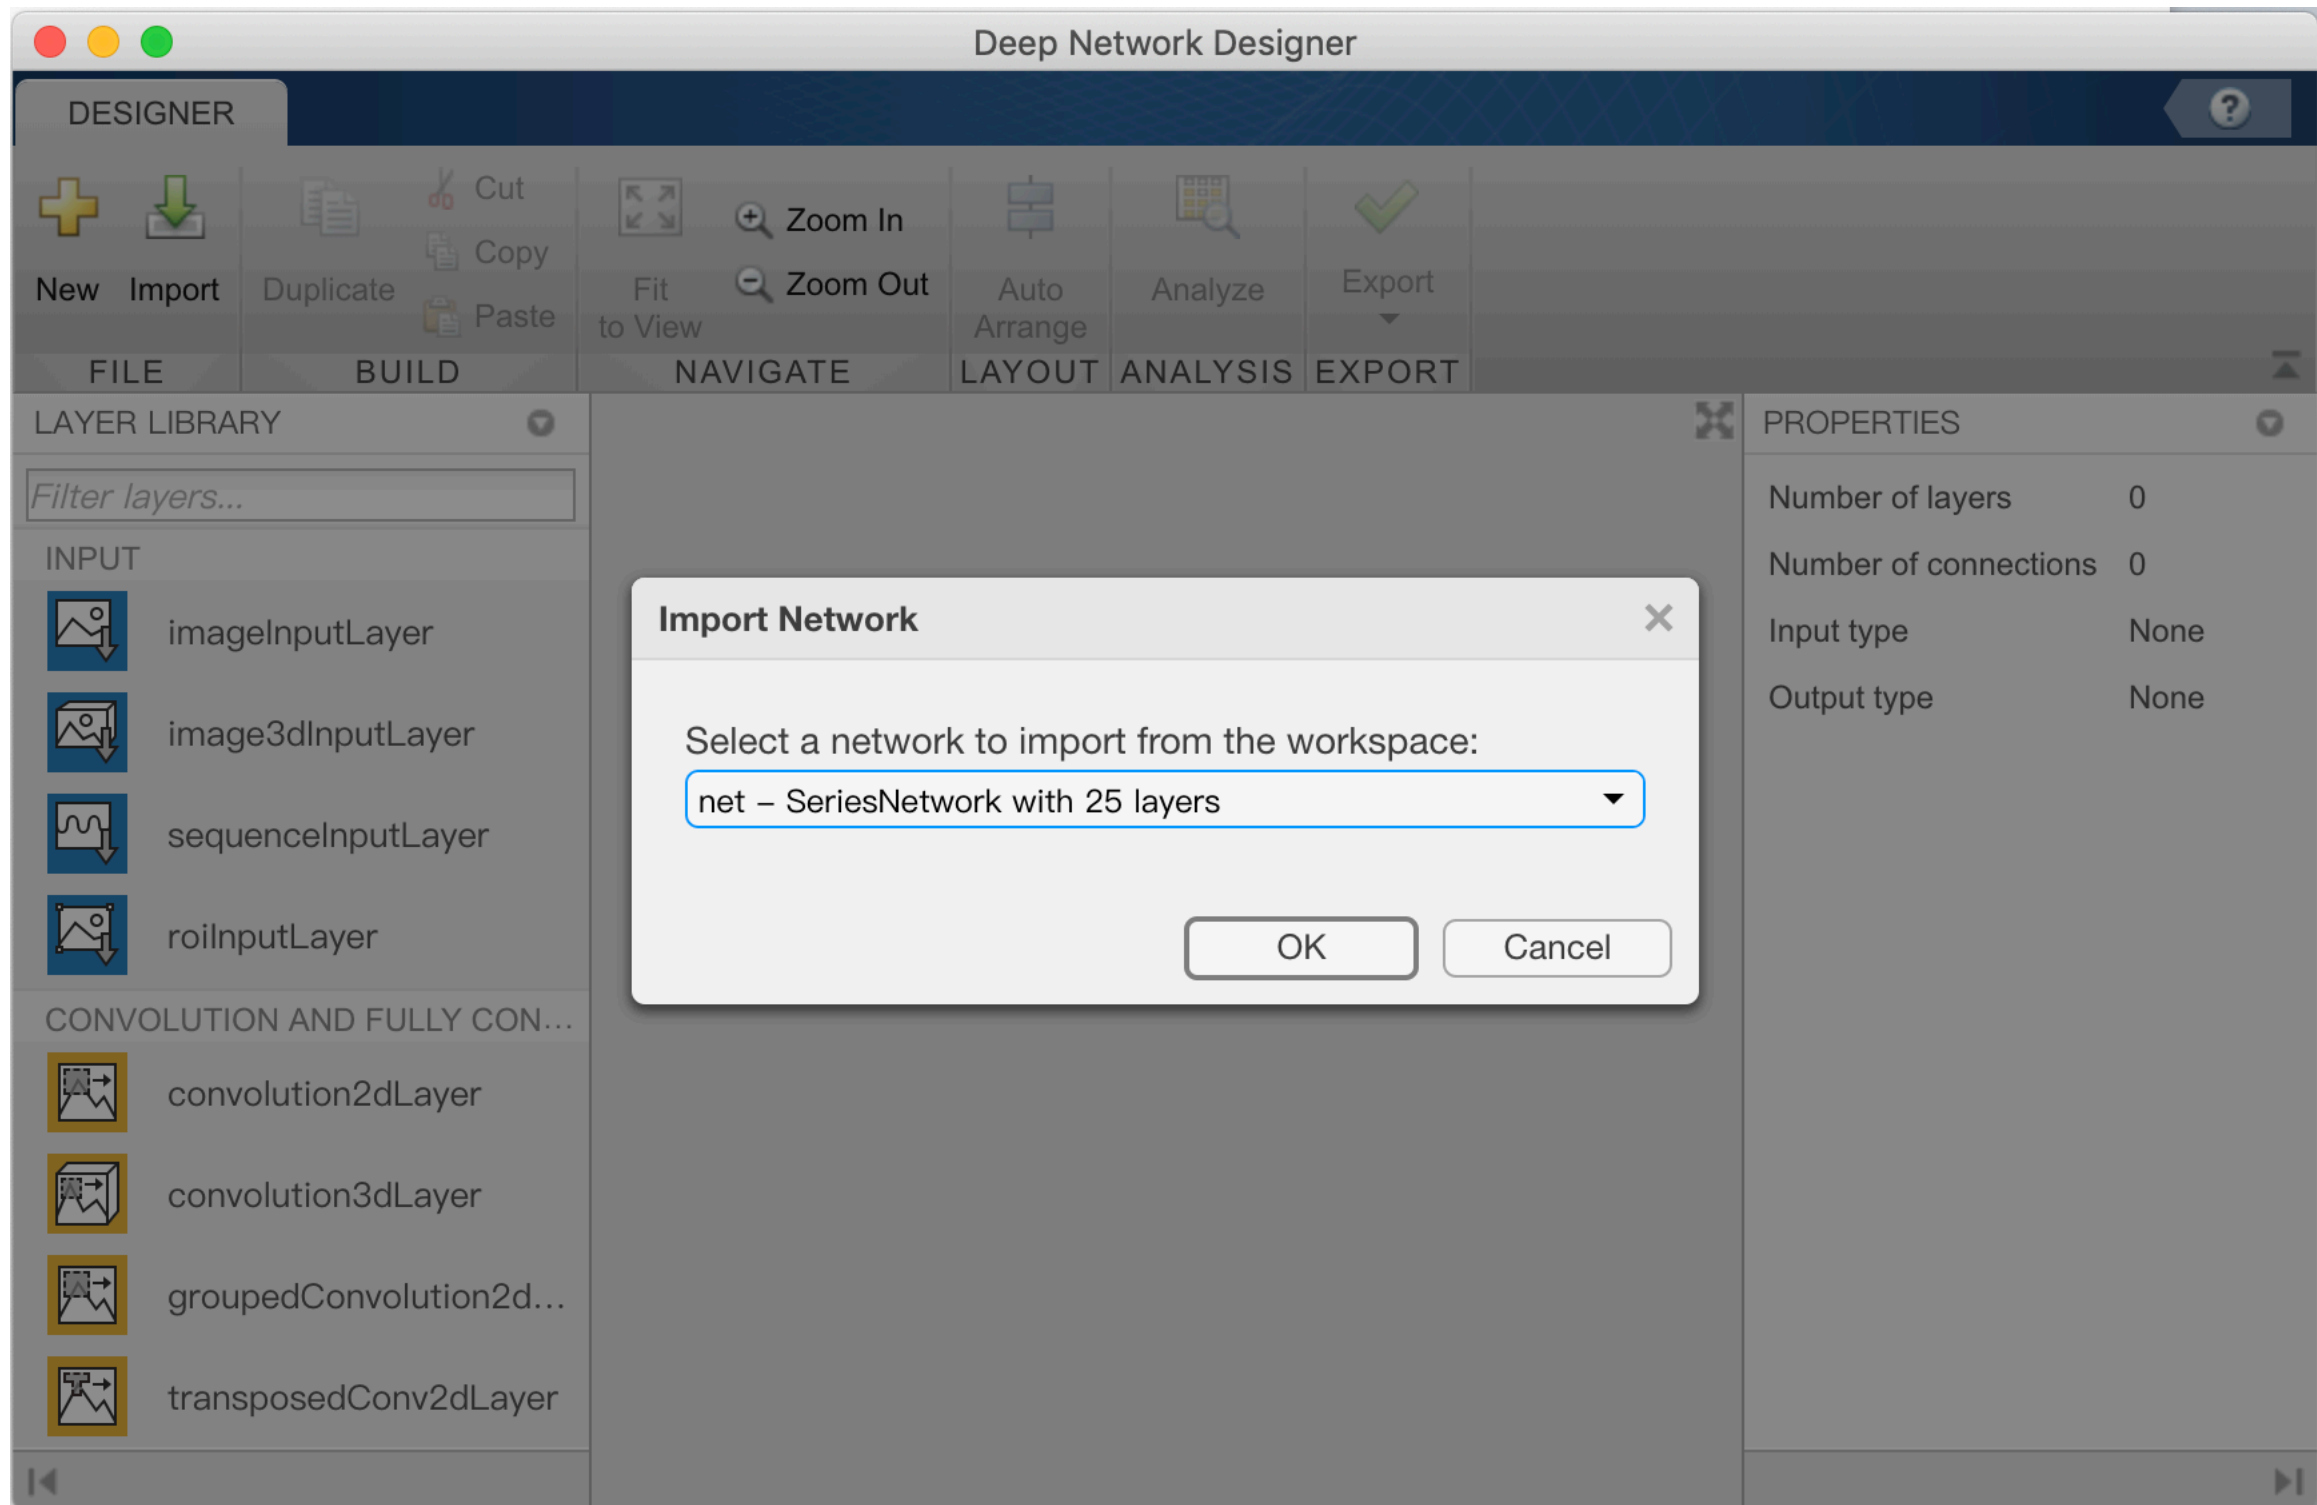 Deep Network Designer
DESIGNER
?
New
Import
Duplicate
Cut
Copy
Paste
Fit
to View
Zoom In
Zoom Out
Auto
Arrange
Analyze
Export
FILE
BUILD
NAVIGATE
LAYOUT
ANALYSIS
EXPORT
LAYER LIBRARY
Filter layers...
INPUT
imageInputLayer
image3dInputLayer
sequenceInputLayer
roiInputLayer
CONVOLUTION AND FULLY CON...
convolution2dLayer
convolution3dLayer
groupedConvolution2d...
transposedConv2dLayer
Import Network
Select a network to import from the workspace:
net – SeriesNetwork with 25 layers
OK
Cancel
PROPERTIES
Number of layers 0
Number of connections 0
Input type None
Output type None